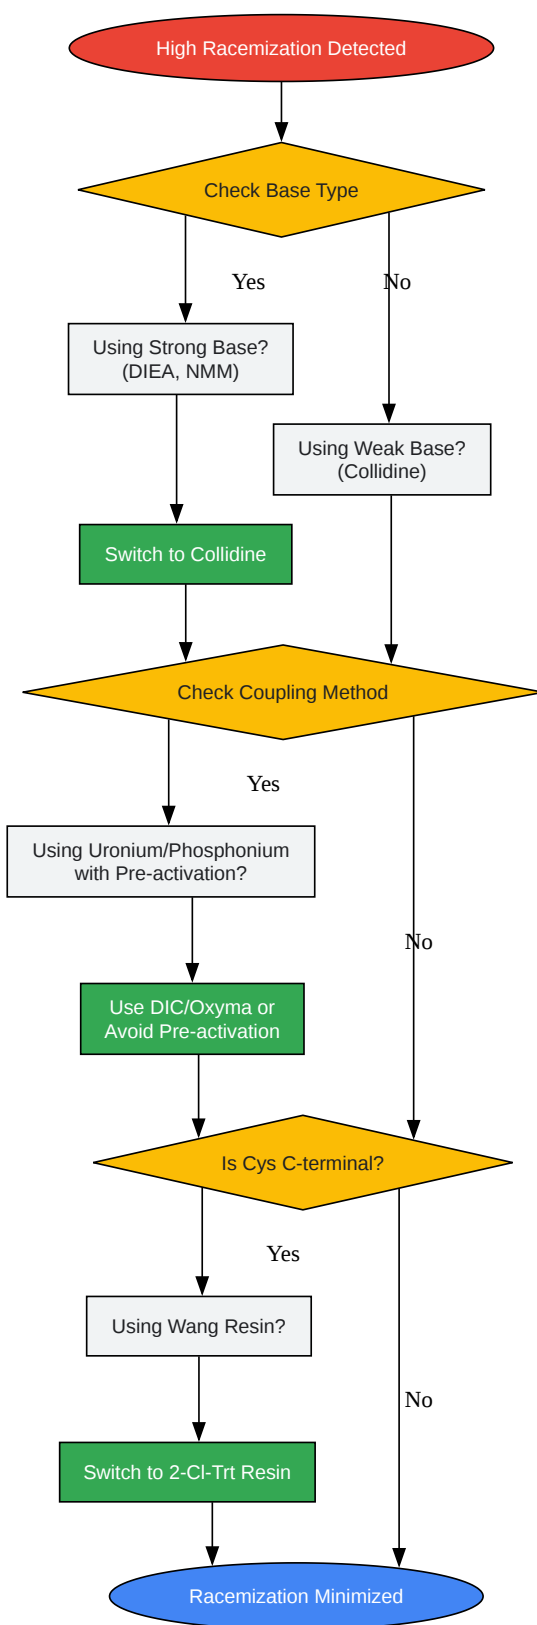 High Racemization Detected
Check Base Type
Yes
No
Using Strong Base?
(DIEA, NMM)
Using Weak Base?
(Collidine)
Switch to Collidine
Check Coupling Method
Yes
Using Uronium/Phosphonium
with Pre-activation?
No
Use DIC/Oxyma or
Avoid Pre-activation
Is Cys C-terminal?
Yes
Using Wang Resin?
No
Switch to 2-Cl-Trt Resin
Racemization Minimized